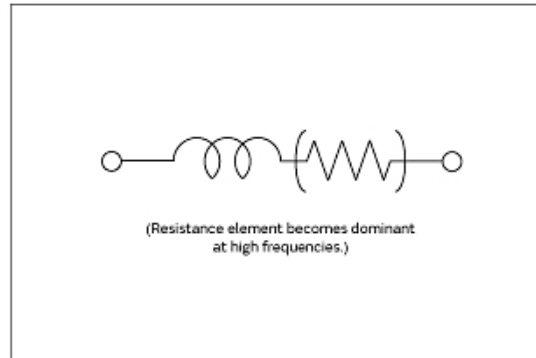 (Resistance element becomes dominant
at high frequencies.)